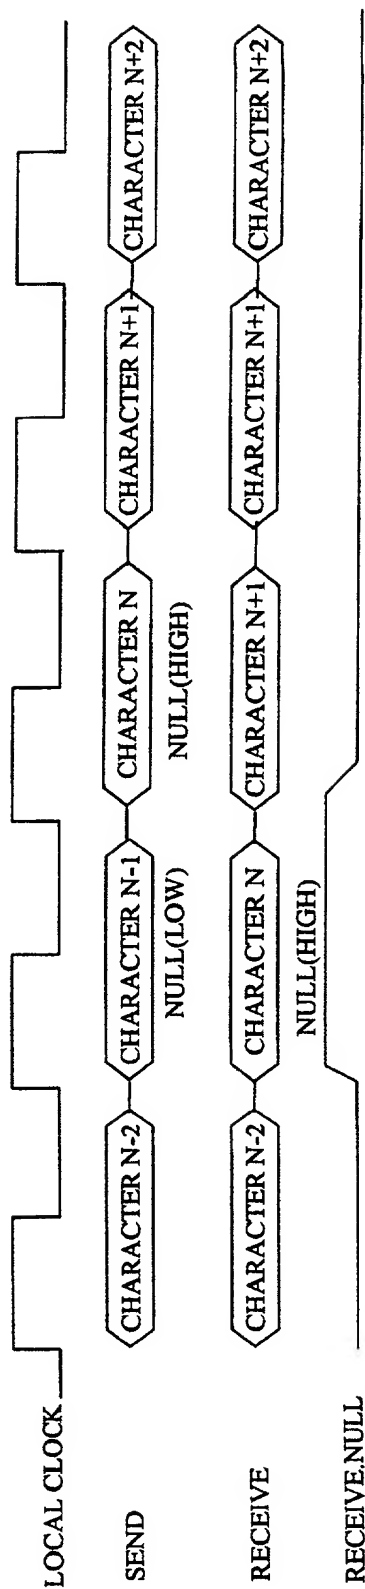 LOCAL CLOCK
SEND
CHARACTER N-2
CHARACTER N-1
CHARACTER N
CHARACTER N+1
CHARACTER N+2
NULL(LOW)
NULL(HIGH)
RECEIVE
CHARACTER N-2
CHARACTER N
CHARACTER N+1
CHARACTER N+1
CHARACTER N+2
NULL(HIGH)
RECEIVE.NULL